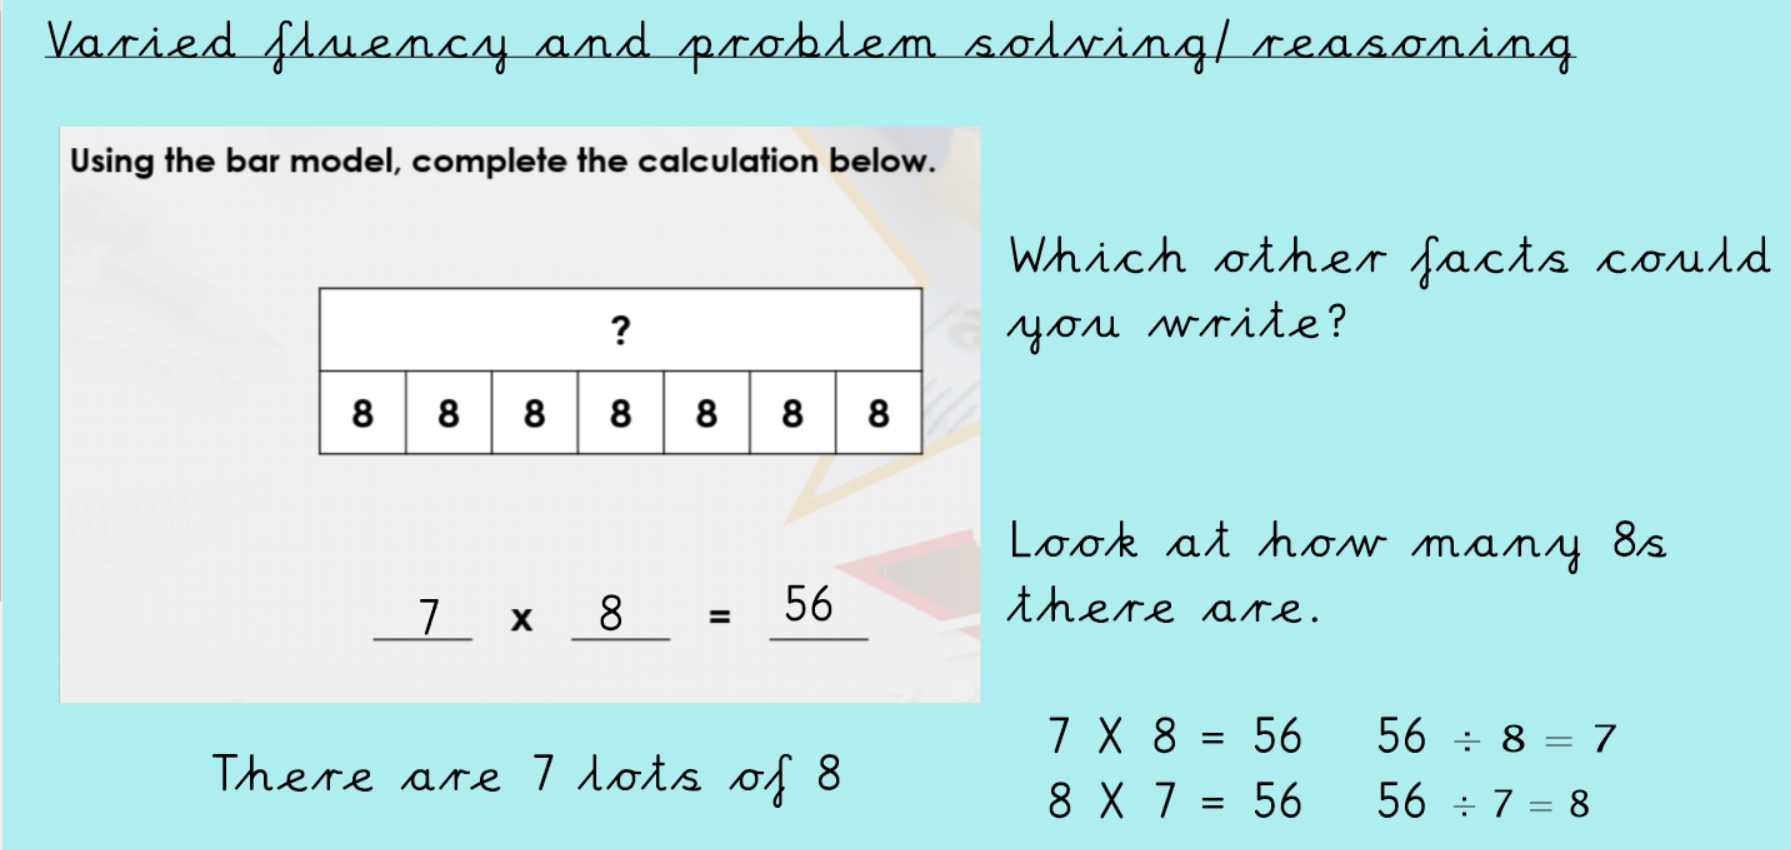 Varied fluency and problem solving/ reasoning
Using the bar model, complete the calculation below.
?
8 8 8 8 8 8 8
7 x 8 = 56
There are 7 lots of 8
Which other facts could
you write?
Look at how many 8s
there are.
7 X 8 = 56 56 ÷ 8 = 7
8 X 7 = 56 56 ÷ 7 = 8